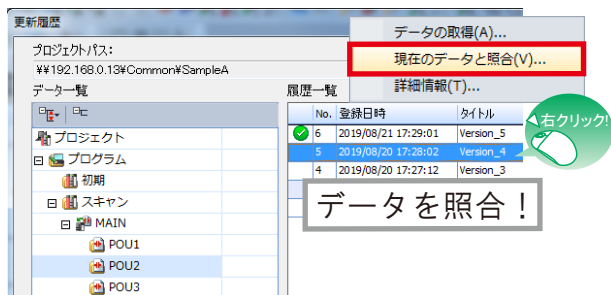 更新履歴
プロジェクトパス:
¥¥192.168.0.13¥Common¥SampleA
データ一覧
プロジェクト
プログラム
初期
スキャン
MAIN
POU1
POU2
POU3
データの取得(A)...
現在のデータと照合(V)...
詳細情報(T)...
履歴一覧
No. 登録日時 タイトル
6 2019/08/21 17:29:01 Version_5
5 2019/08/20 17:28:02 Version_4
4 2019/08/20 17:27:12 Version_3
右クリック!
データを照合!